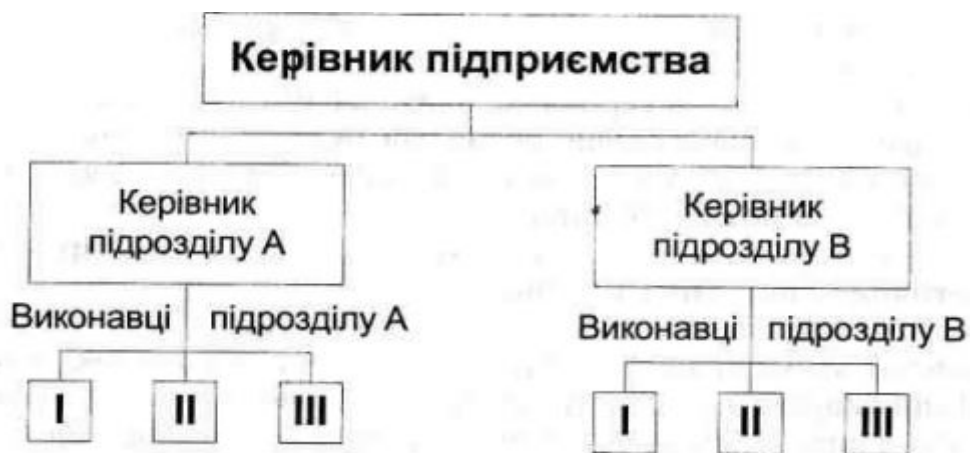 Керівник підприємства
Керівник
підрозділу А
Керівник
підрозділу В
Виконавці підрозділу А
Виконавці підрозділу В
I II III
I II III